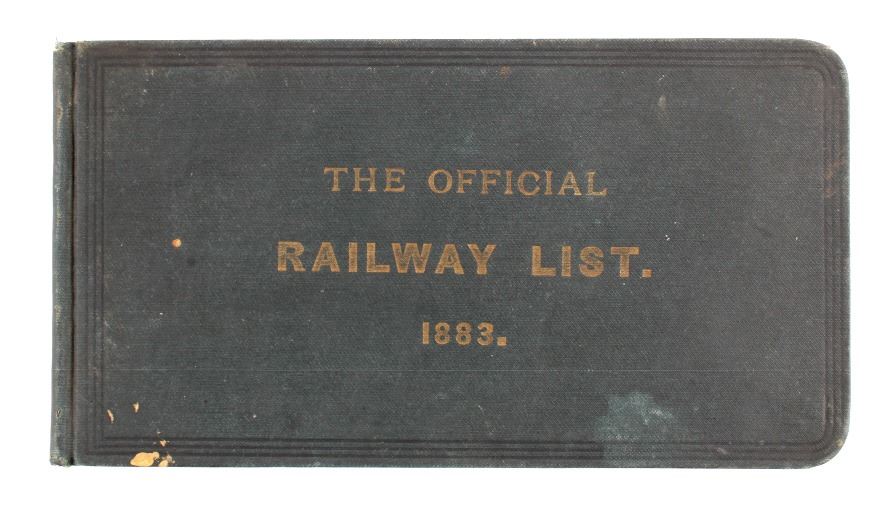 THE OFFICIAL
RAILWAY LIST.
1883.